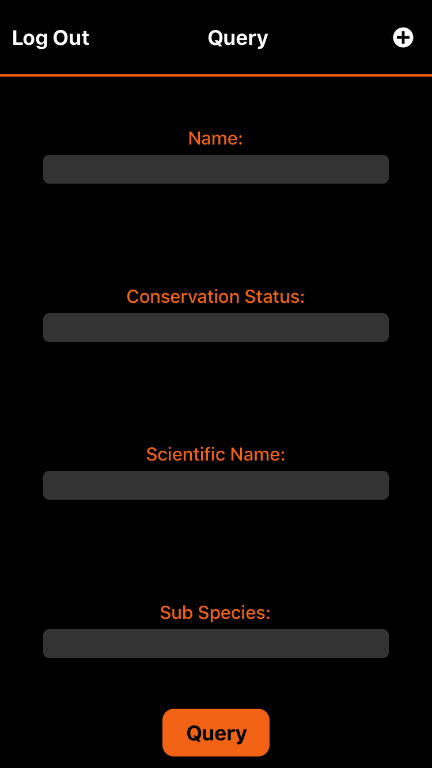 Log Out Query
Name:
Conservation Status:
Scientific Name:
Sub Species:
Query